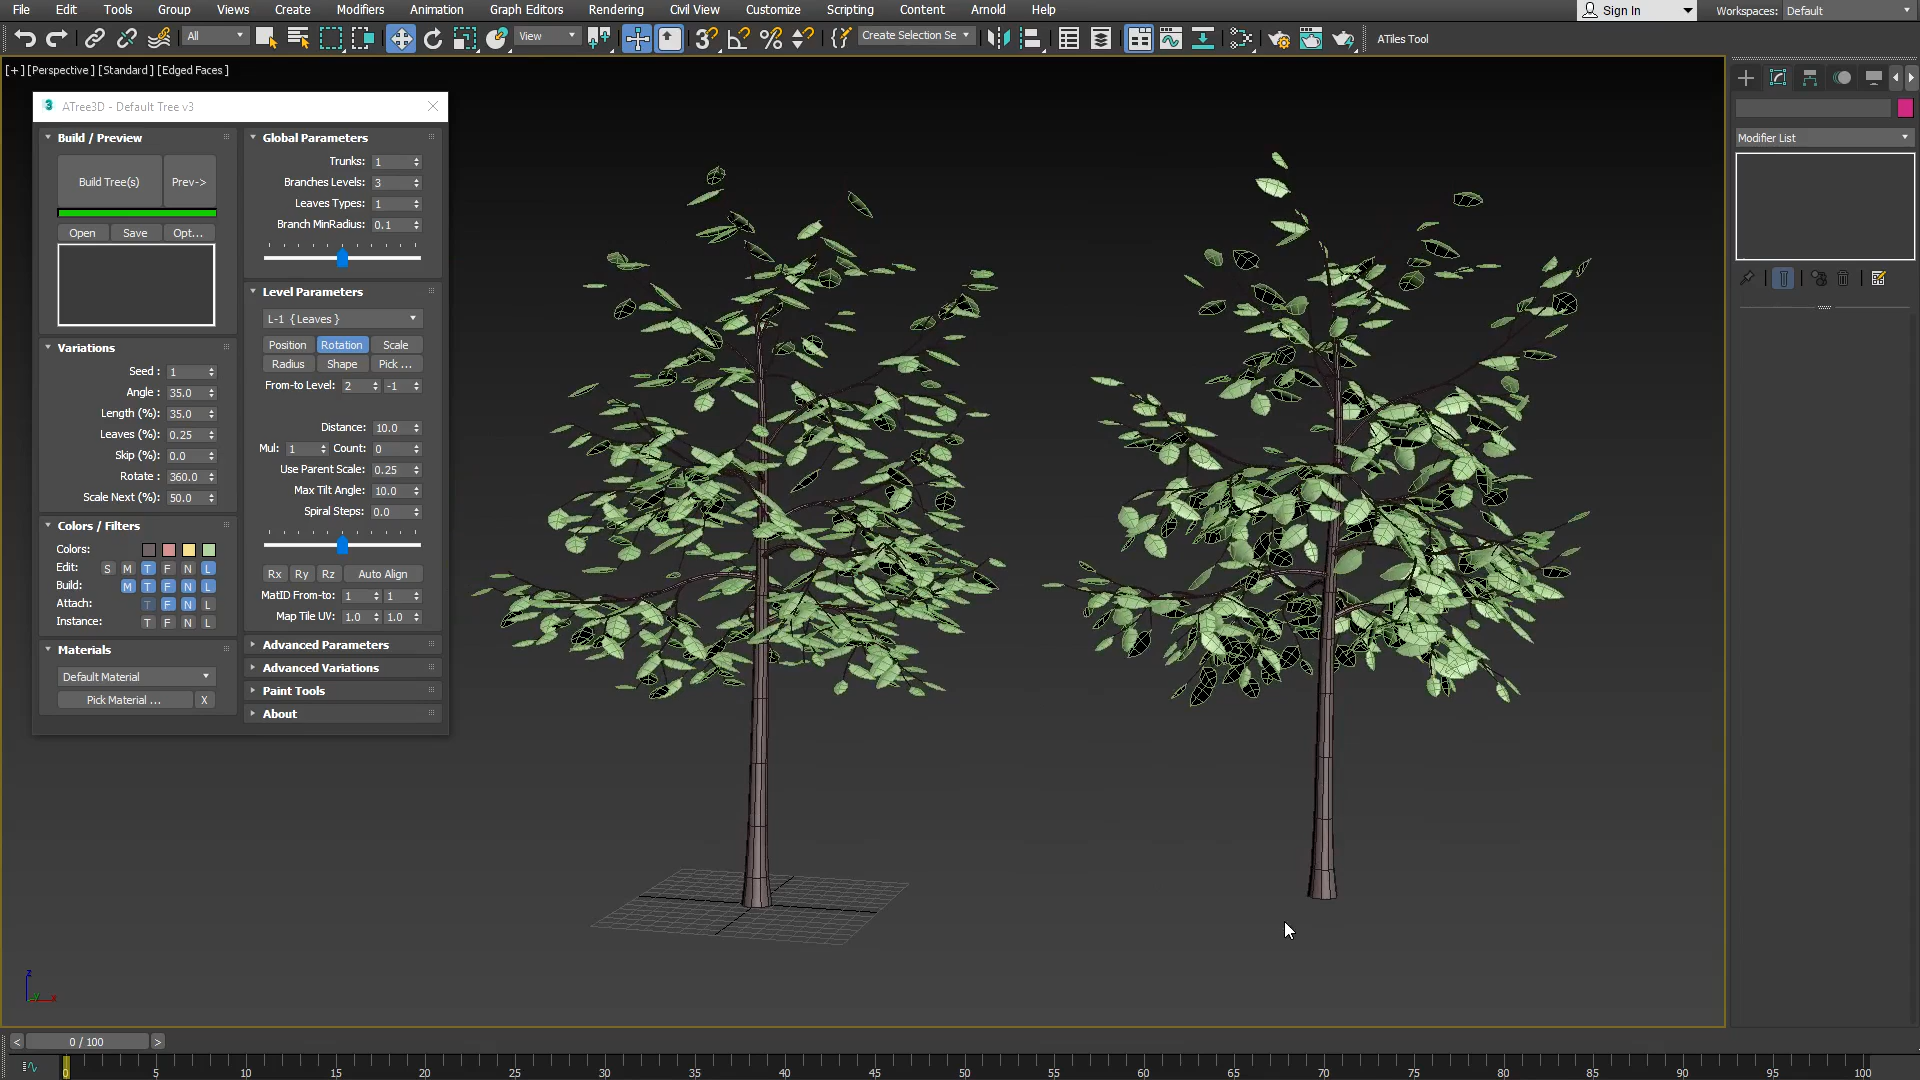 File Edit Tools Group Views Create Modifiers Animation Graph Editors Rendering Civil View Customize Scripting Content Arnold Help Sign In Workspaces: Default
All View Create Selection Se ATiles Tool
[+] [Perspective] [Standard] [Edged Faces]
ATree3D - Default Tree v3
Build / Preview
Build Tree(s) Prev->
Open Save Opt...
Variations
Seed : 1
Angle : 35.0
Length (%): 35.0
Leaves (%): 0.25
Skip (%): 0.0
Rotate : 360.0
Scale Next (%): 50.0
Colors / Filters
Colors:
Edit: S M T F N L
Build: M T F N L
Attach: T F N L
Instance: T F N L
Materials
Default Material
Pick Material ... X
Global Parameters
Trunks: 1
Branches Levels: 3
Leaves Types: 1
Branch MinRadius: 0.1
Level Parameters
L-1 {Leaves}
Position Rotation Scale
Radius Shape Pick ...
From-to Level: 2 -1
Distance: 10.0
Mul: 1 Count: 0
Use Parent Scale: 0.25
Max Tilt Angle: 10.0
Spiral Steps: 0.0
Rx Ry Rz Auto Align
MatID From-to: 1 1
Map Tile UV: 1.0 1.0
Advanced Parameters
Advanced Variations
Paint Tools
About
Modifier List
z
y x
< 0 / 100 >
0 5 10 15 20 25 30 35 40 45 50 55 60 65 70 75 80 85 90 95 100